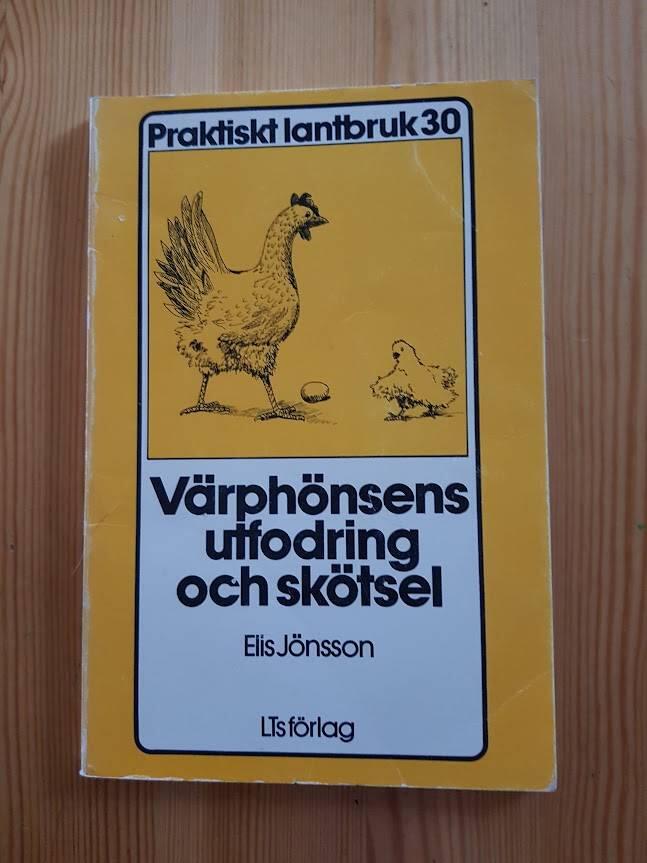 Praktiskt lantbruk 30
Värphönsens
utfodring
och skötsel
Elis Jönsson
LTs förlag